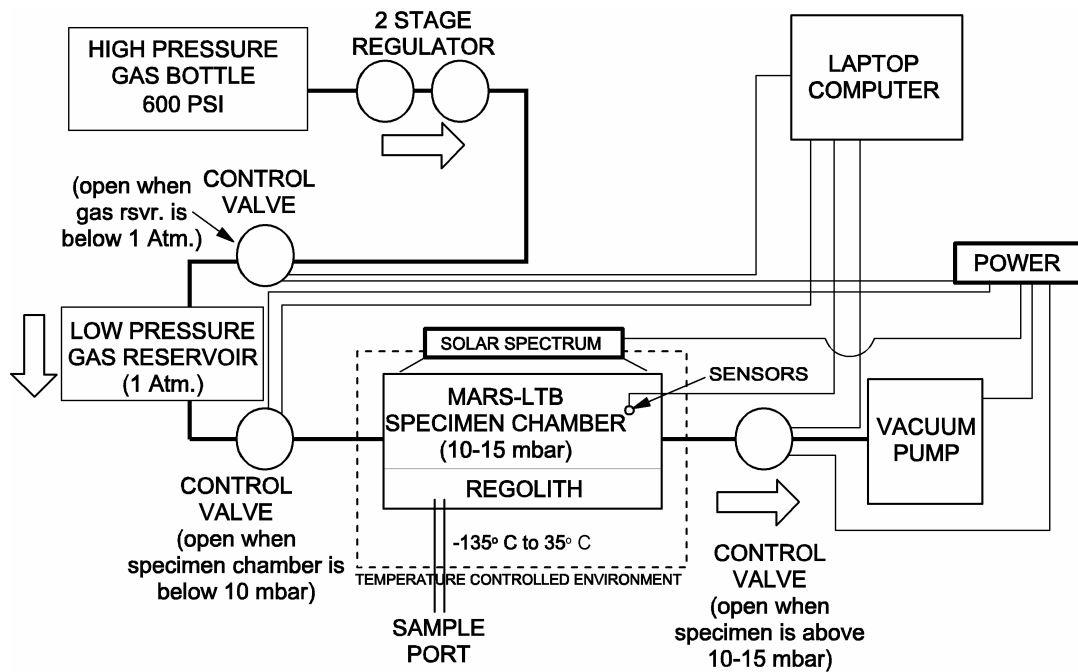 HIGH PRESSURE
GAS BOTTLE
600 PSI
2 STAGE
REGULATOR
LAPTOP
COMPUTER
(open when
gas rsvr. is
below 1 Atm.)
CONTROL
VALVE
POWER
LOW PRESSURE
GAS RESERVOIR
(1 Atm.)
SOLAR SPECTRUM
SENSORS
MARS-LTB
SPECIMEN CHAMBER
(10-15 mbar)
REGOLITH
VACUUM
PUMP
CONTROL
VALVE
(open when
specimen chamber is
below 10 mbar)
-135º C to 35º C
TEMPERATURE CONTROLLED ENVIRONMENT
SAMPLE
PORT
CONTROL
VALVE
(open when
specimen is above
10-15 mbar)